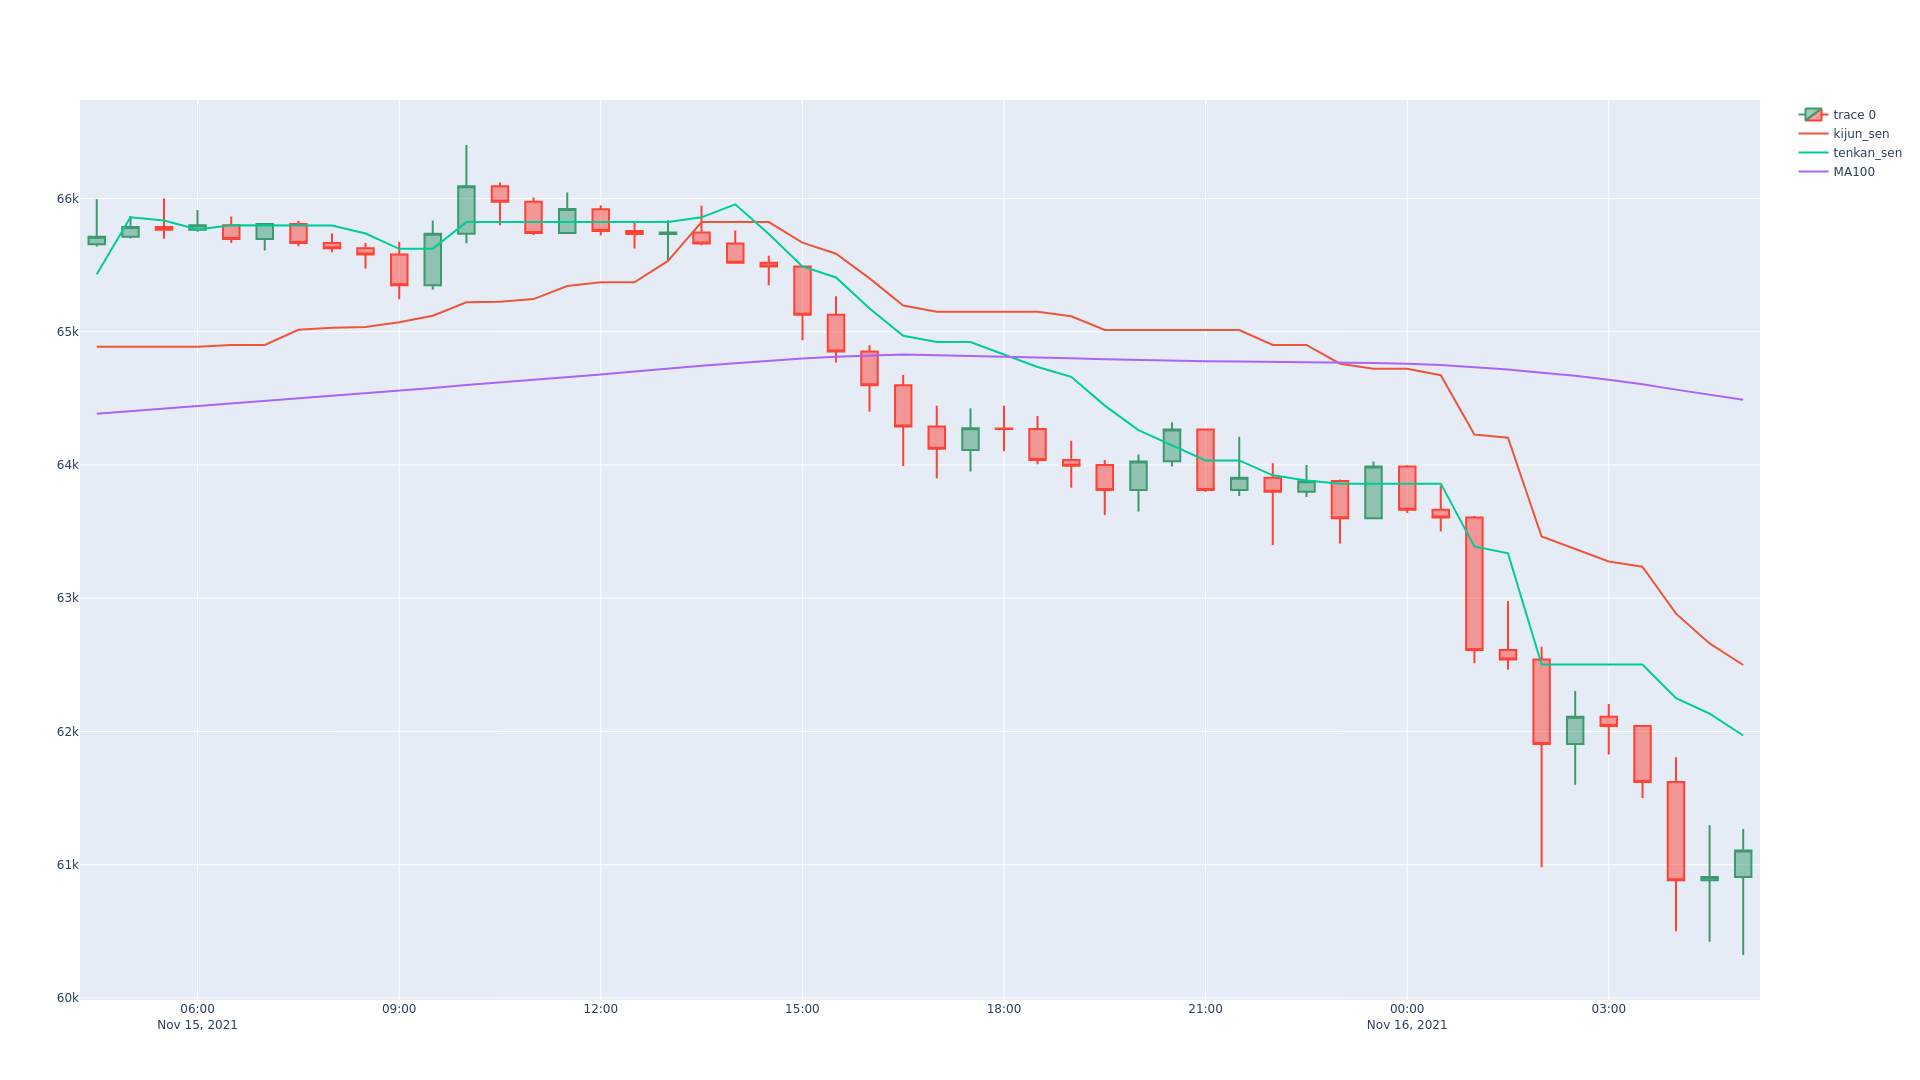 trace 0
kijun_sen
tenkan_sen
MA100
66k
65k
64k
63k
62k
61k
60k
06:00 09:00 12:00 15:00 18:00 21:00 00:00 03:00
Nov 15, 2021 Nov 16, 2021